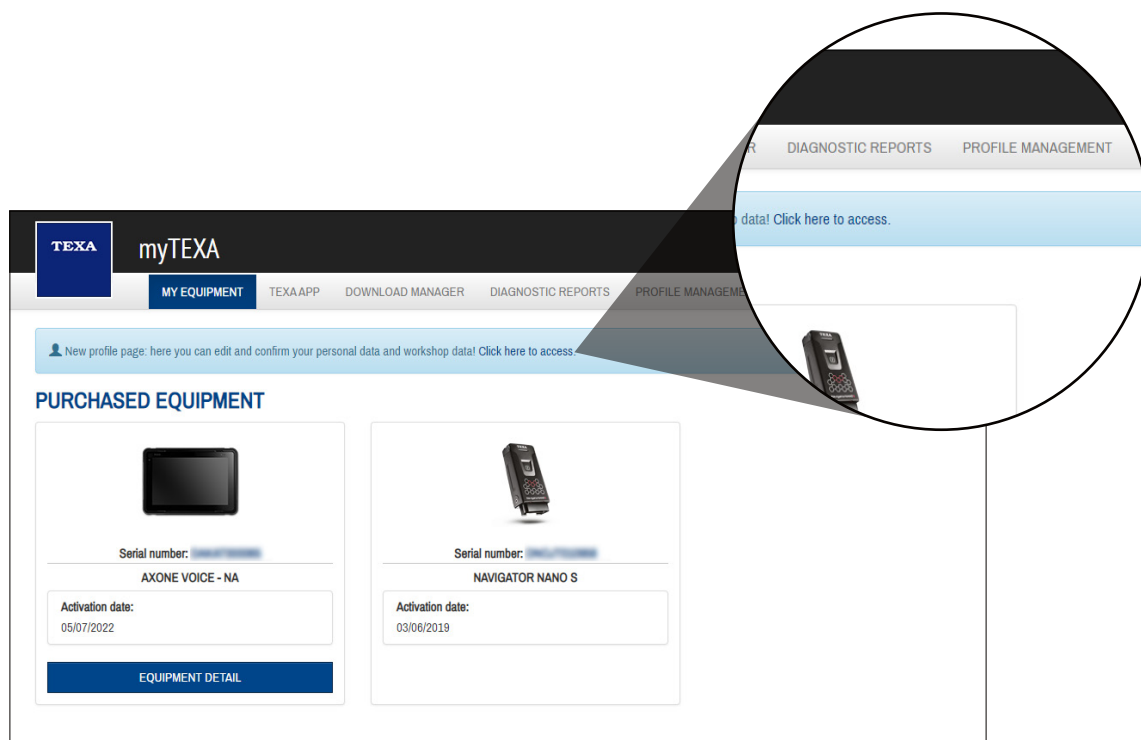 R DIAGNOSTIC REPORTS PROFILE MANAGEMENT
data! Click here to access.
TEXA
myTEXA
MY EQUIPMENT TEXA APP DOWNLOAD MANAGER DIAGNOSTIC REPORTS PROFILE MANAGEME
New profile page: here you can edit and confirm your personal data and workshop data! Click here to access.
PURCHASED EQUIPMENT
Serial number:
AXONE VOICE - NA
Activation date:
05/07/2022
EQUIPMENT DETAIL
Serial number:
NAVIGATOR NANO S
Activation date:
03/06/2019